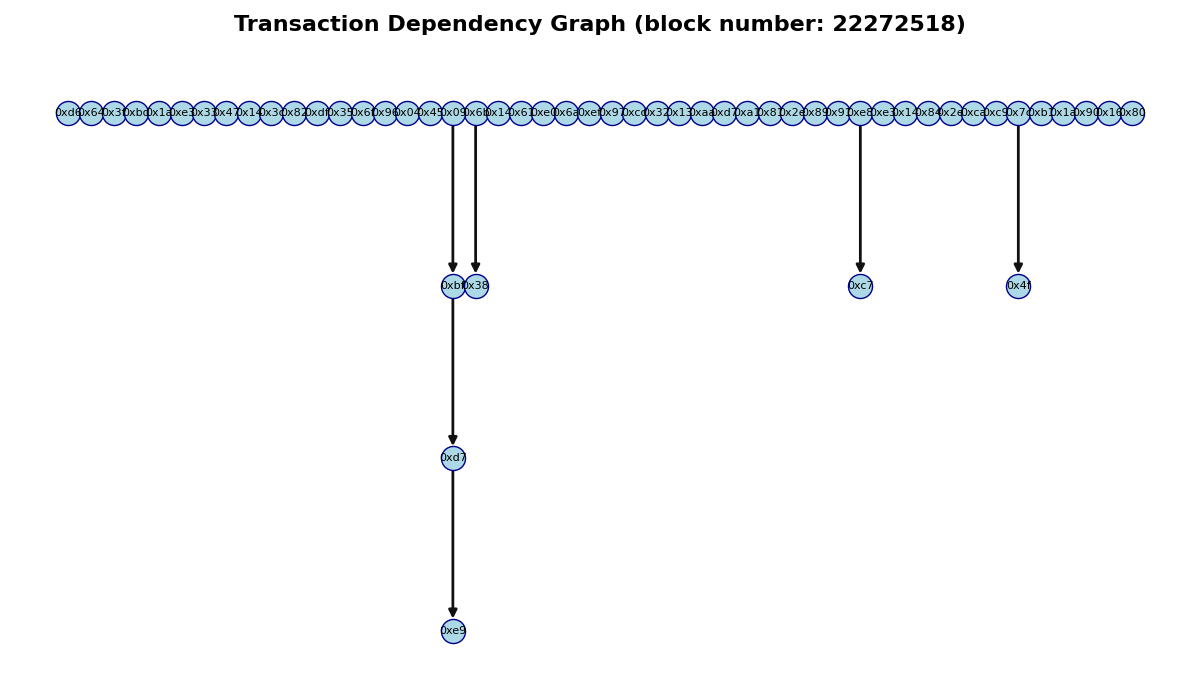 Transaction Dependency Graph (block number: 22272518)
0xd6 0x64 0x3f 0xbd 0x1a 0xe3 0x33 0x47 0x14 0x3c 0x82 0xdf 0x35 0x6f 0x96 0x04 0x45 0x09 0x6b 0x14 0x61 0xe0 0x6a 0xef 0x97 0xcd 0x32 0x13 0xaa 0xd7 0xa1 0x81 0x2e 0x89 0x91 0xe8 0xe3 0x14 0x84 0x2e 0xca 0xc9 0x7c 0xb1 0x1a 0x90 0x16 0x80
0xbf 0x38 0xc7 0x4f
0xd7
0xe9